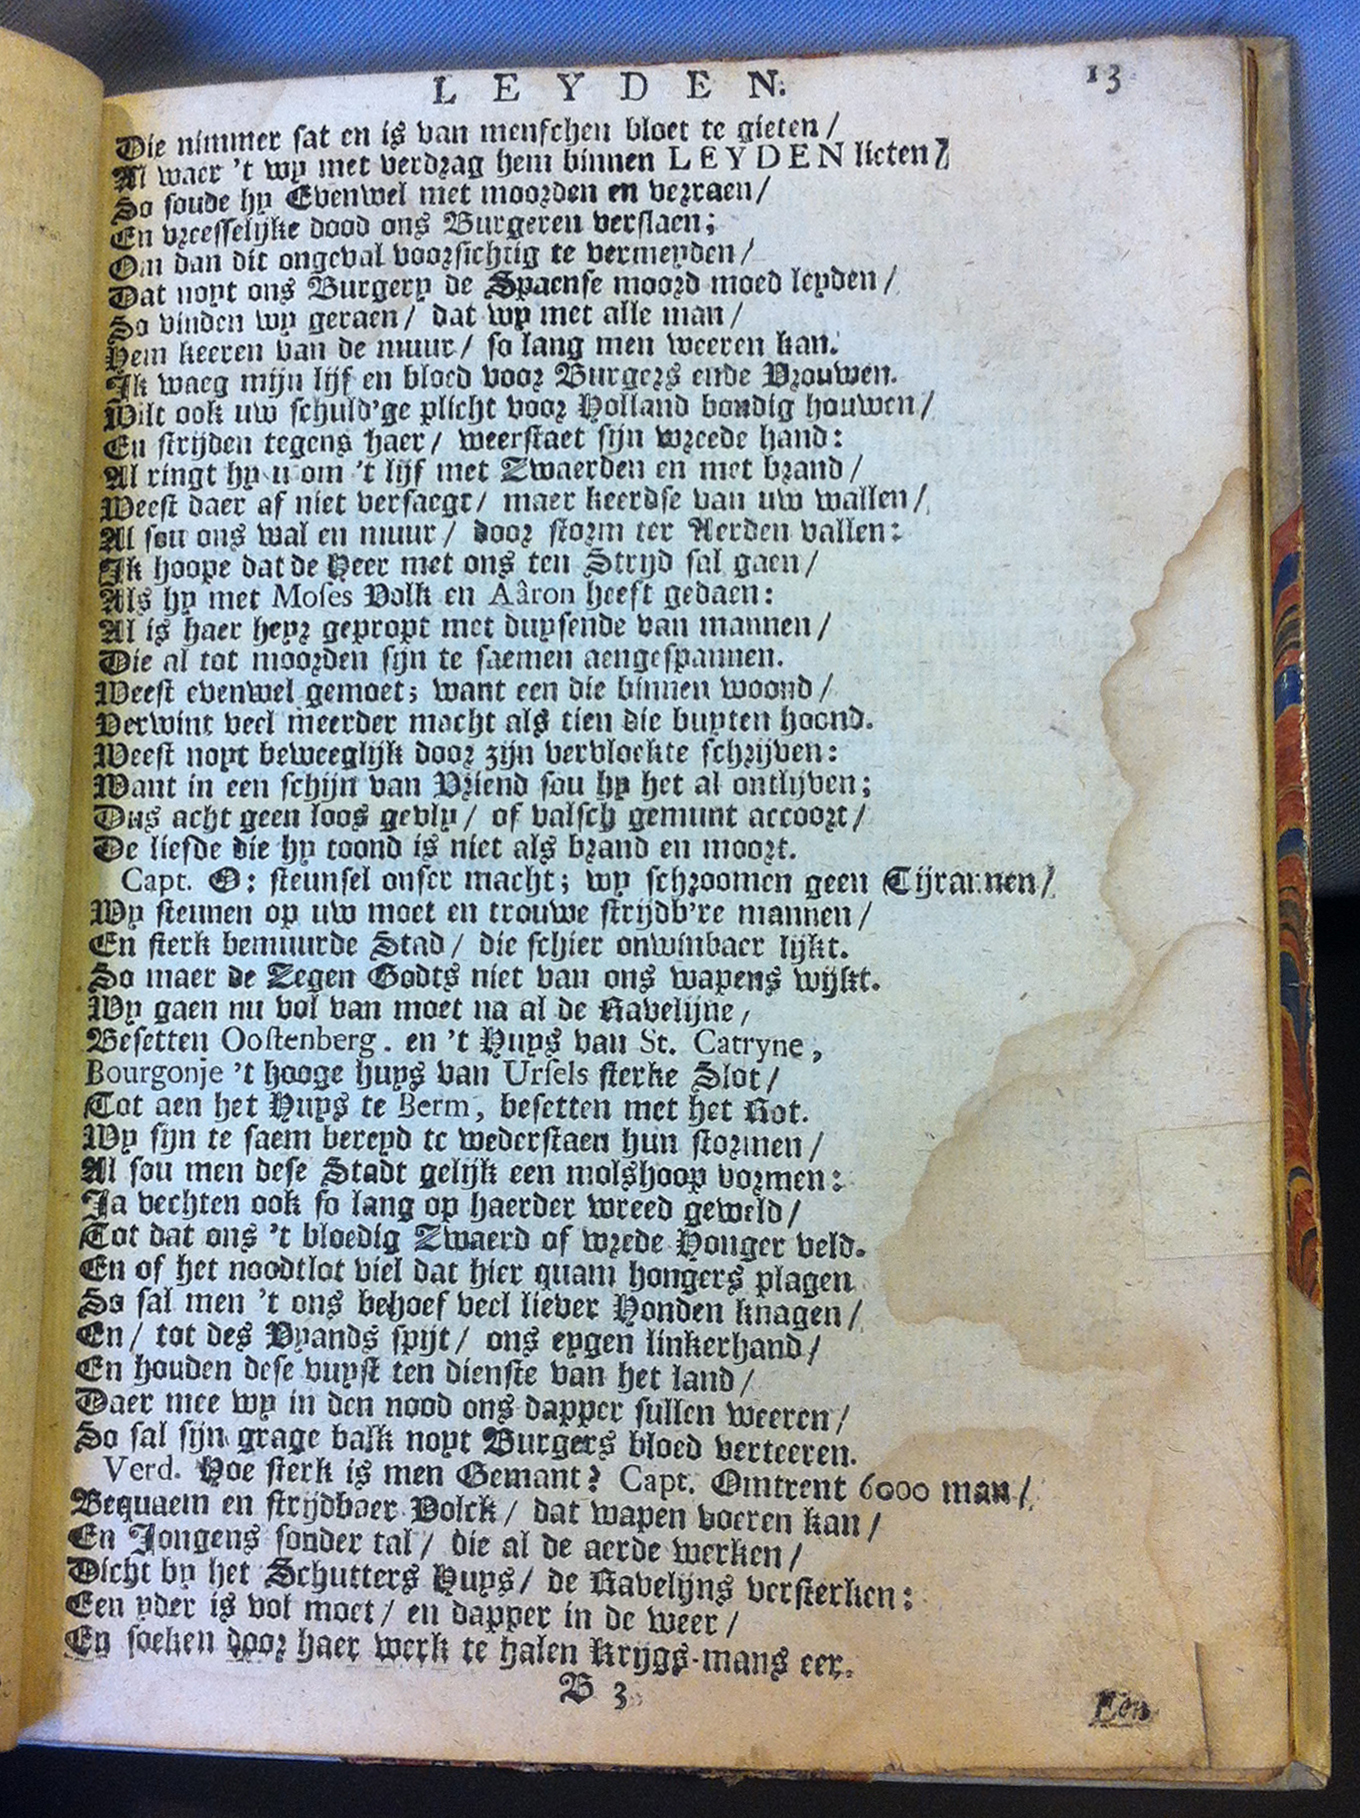 LEYDEN. 13
Die nimmer sat en is van menschen bloet te gieten /
Al waer 't wy met verdrag hem binnen LEYDEN lieten /
So soude hy Evenwel met moorden en verraen /
En vreesselijke dood ons Burgeren verslaen;
Om dan dit ongeval voorsichtig te vermeyden /
Dat noyt ons Burgery de Spaense moord moed leyden /
So vinden wy geraen / dat wy met alle man /
Hem keeren van de muur / so lang men weeren kan.
Ik waeg mijn lijf en bloed voor Burgers ende Vrouwen.
Wilt ook uw schuld'ge plicht voor Holland bondig houwen /
En strijden tegens haer / weerstaet sijn wreede hand:
Al ringt hy u om 't lijf met Zwaerden en met brand /
Weest daer af niet versaegt / maer keerdse van uw wallen /
Al sou ons wal en muur / door storm ter Aerden vallen:
Ik hoope dat de Heer met ons ten Stryd sal gaen /
Als hy met Moses Volk en Aâron heeft gedaen:
Al is haer heyr gepropt met duysende van mannen /
Die al tot moorden sijn te saemen aengespannen.
Weest evenwel gemoet; want een die binnen woond /
Verwint veel meerder macht als tien die buyten hoond.
Weest noyt beweeglijk door zijn vervloekte schrijven:
Want in een schijn van Vriend sou hy het al ontlyven;
Dus acht geen loos gevly / of valsch gemunt accoort /
De liefde die hy toond is niet als brand en moort.
Capt. O: steunsel onser macht; wy schroomen geen Tijrannen /
Wy steunen op uw moet en trouwe strijdb're mannen /
En sterk bemuurde Stad / die schier onwinbaer lijkt.
So maer de Zegen Godts niet van ons wapens wijkt.
Wy gaen nu vol van moet na al de Ravelijne,
Besetten Oostenberg. en 't Huys van St. Catryne,
Bourgonje 't hooge huys van Ursels sterke Slot /
Tot aen het Huys te Berm, besetten met het Rot.
Wy sijn te saem bereyd te wederstaen hun stormen /
Al sou men dese Stadt gelijk een molshoop vormen:
Ja vechten ook so lang op haerder wreed geweld /
Tot dat ons 't bloedig Zwaerd of wrede Honger veld.
En of het noodtlot viel dat hier quam hongers plagen
So sal men 't ons behoef veel liever Honden knagen /
En / tot des Vyands spijt / ons eygen linkerhand /
En houden dese vuyst ten dienste van het land /
Daer mee wy in den nood ons dapper sullen weeren /
So sal sijn grage balk noyt Burgers bloed verteeren.
Verd. Hoe sterk is men Gemant? Capt. Omtrent 6000 man /
Bequaem en strijdbaer Volck / dat wapen voeren kan /
En Jongens sonder tal / die al de aerde werken /
Dicht by het Schutters Huys / de Ravelijns versterken:
Een yder is vol moet / en dapper in de weer /
En soeken door haer werk te halen Krygs-mans eer.
B 3 Een